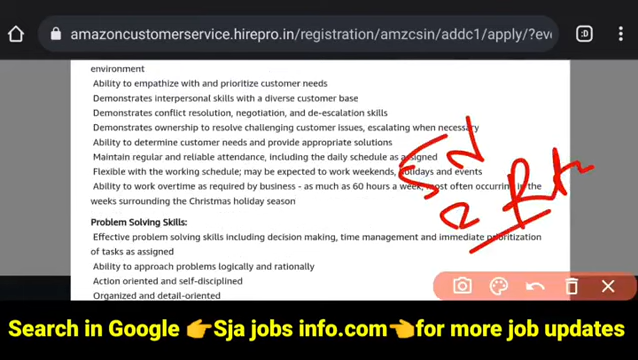 amazoncustomerservice.hirepro.in/registration/amzcsin/addc1/apply/?eve
:D
environment
Ability to empathize with and prioritize customer needs
Demonstrates interpersonal skills with a diverse customer base
Demonstrates conflict resolution, negotiation, and de-escalation skills
Demonstrates ownership to resolve challenging customer issues, escalating when necessary
Ability to determine customer needs and provide appropriate solutions
Maintain regular and reliable attendance, including the daily schedule as assigned
Flexible with the working schedule; may be expected to work weekends, holidays and events
Ability to work overtime as required by business - as much as 60 hours a week, most often occurring in the
weeks surrounding the Christmas holiday season
Problem Solving Skills:
Effective problem solving skills including decision making, time management and immediate prioritization
of tasks as assigned
Ability to approach problems logically and rationally
Action oriented and self-disciplined
Organized and detail-oriented
Search in Google 👉Sja jobs info.com👈for more job updates